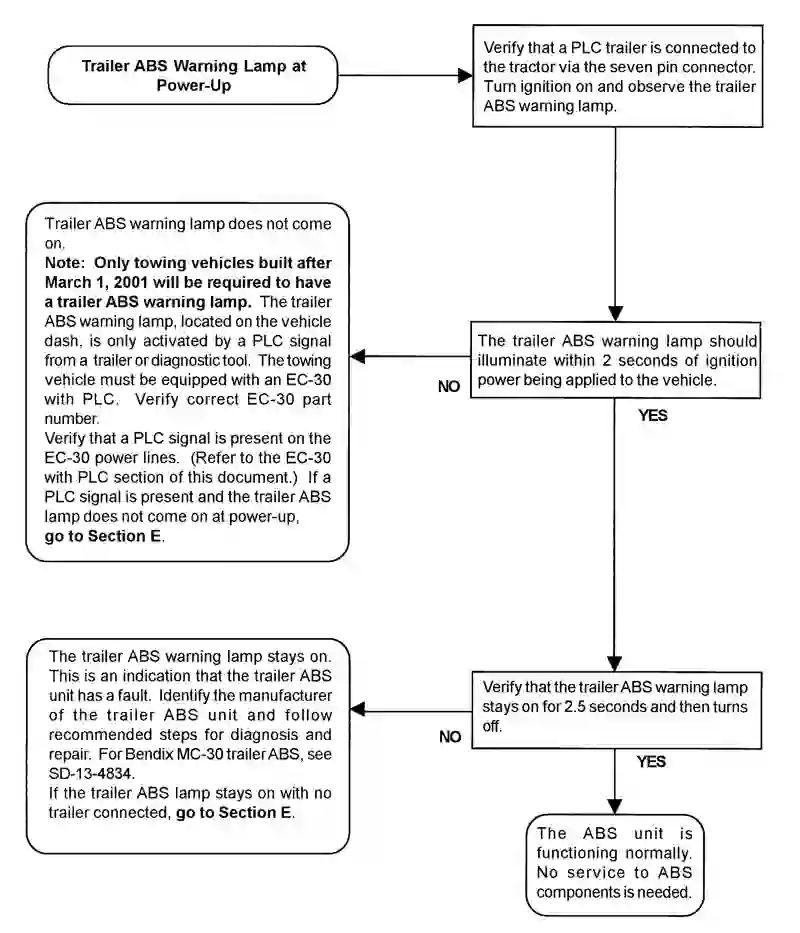 Trailer ABS Warning Lamp at
Power-Up
Verify that a PLC trailer is connected to
the tractor via the seven pin connector.
Turn ignition on and observe the trailer
ABS warning lamp.
The trailer ABS warning lamp should
illuminate within 2 seconds of ignition
power being applied to the vehicle.
NO
YES
Trailer ABS warning lamp does not come
on.
Note: Only towing vehicles built after
March 1, 2001 will be required to have
a trailer ABS warning lamp. The trailer
ABS warning lamp, located on the vehicle
dash, is only activated by a PLC signal
from a trailer or diagnostic tool. The towing
vehicle must be equipped with an EC-30
with PLC. Verify correct EC-30 part
number.
Verify that a PLC signal is present on the
EC-30 power lines. (Refer to the EC-30
with PLC section of this document.) If a
PLC signal is present and the trailer ABS
lamp does not come on at power-up,
go to Section E.
Verify that the trailer ABS warning lamp
stays on for 2.5 seconds and then turns
off.
NO
YES
The trailer ABS warning lamp stays on.
This is an indication that the trailer ABS
unit has a fault. Identify the manufacturer
of the trailer ABS unit and follow
recommended steps for diagnosis and
repair. For Bendix MC-30 trailer ABS, see
SD-13-4834.
If the trailer ABS lamp stays on with no
trailer connected, go to Section E.
The ABS unit is
functioning normally.
No service to ABS
components is needed.